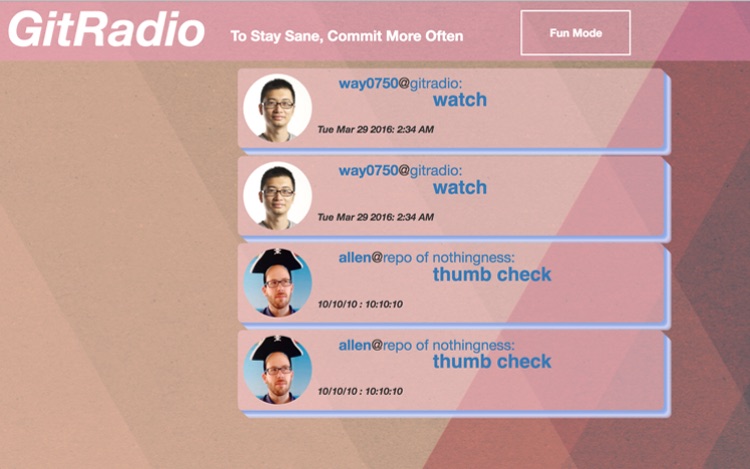 GitRadio
To Stay Sane, Commit More Often
Fun Mode
way0750@gitradio:
watch
Tue Mar 29 2016: 2:34 AM
way0750@gitradio:
watch
Tue Mar 29 2016: 2:34 AM
allen@repo of nothingness:
thumb check
10/10/10 : 10:10:10
allen@repo of nothingness:
thumb check
10/10/10 : 10:10:10